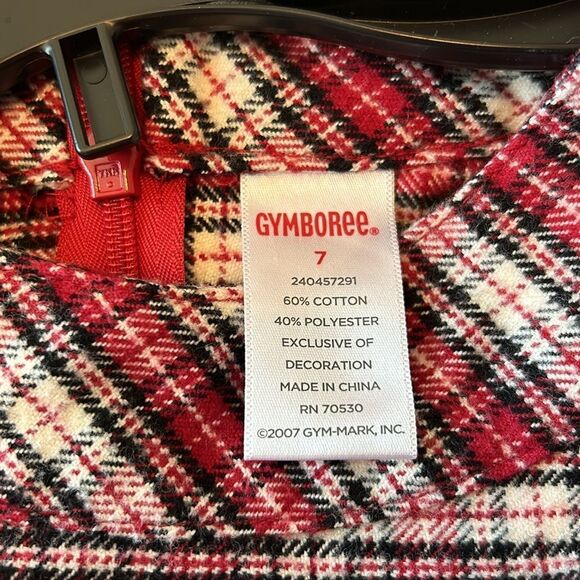 GYMBOREE®
7
240457291
60% COTTON
40% POLYESTER
EXCLUSIVE OF
DECORATION
MADE IN CHINA
RN 70530
©2007 GYM-MARK, INC.